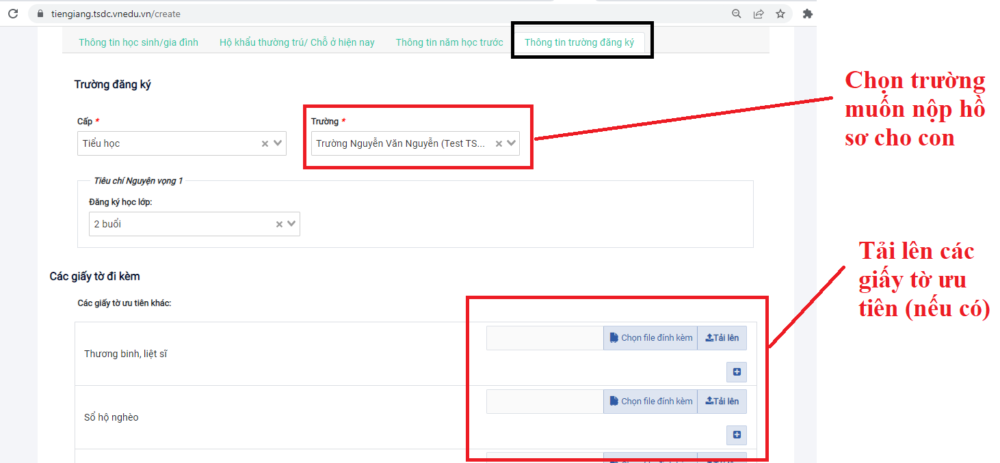 tiengiang.tsdc.vnedu.vn/create
Thông tin học sinh/gia đình
Hộ khẩu thường trú/ Chỗ ở hiện nay
Thông tin năm học trước
Thông tin trường đăng ký
Trường đăng ký
Chọn trường
muốn nộp hồ
sơ cho con
Cấp *
Trường *
Tiểu học
Trường Nguyễn Văn Nguyễn (Test TS...
Tiêu chí Nguyện vọng 1
Đăng ký học lớp:
2 buổi
Tải lên các
giấy tờ ưu
tiên (nếu có)
Các giấy tờ đi kèm
Các giấy tờ ưu tiên khác:
Thương binh, liệt sĩ
Chọn file đính kèm
Tải lên
Sổ hộ nghèo
Chọn file đính kèm
Tải lên